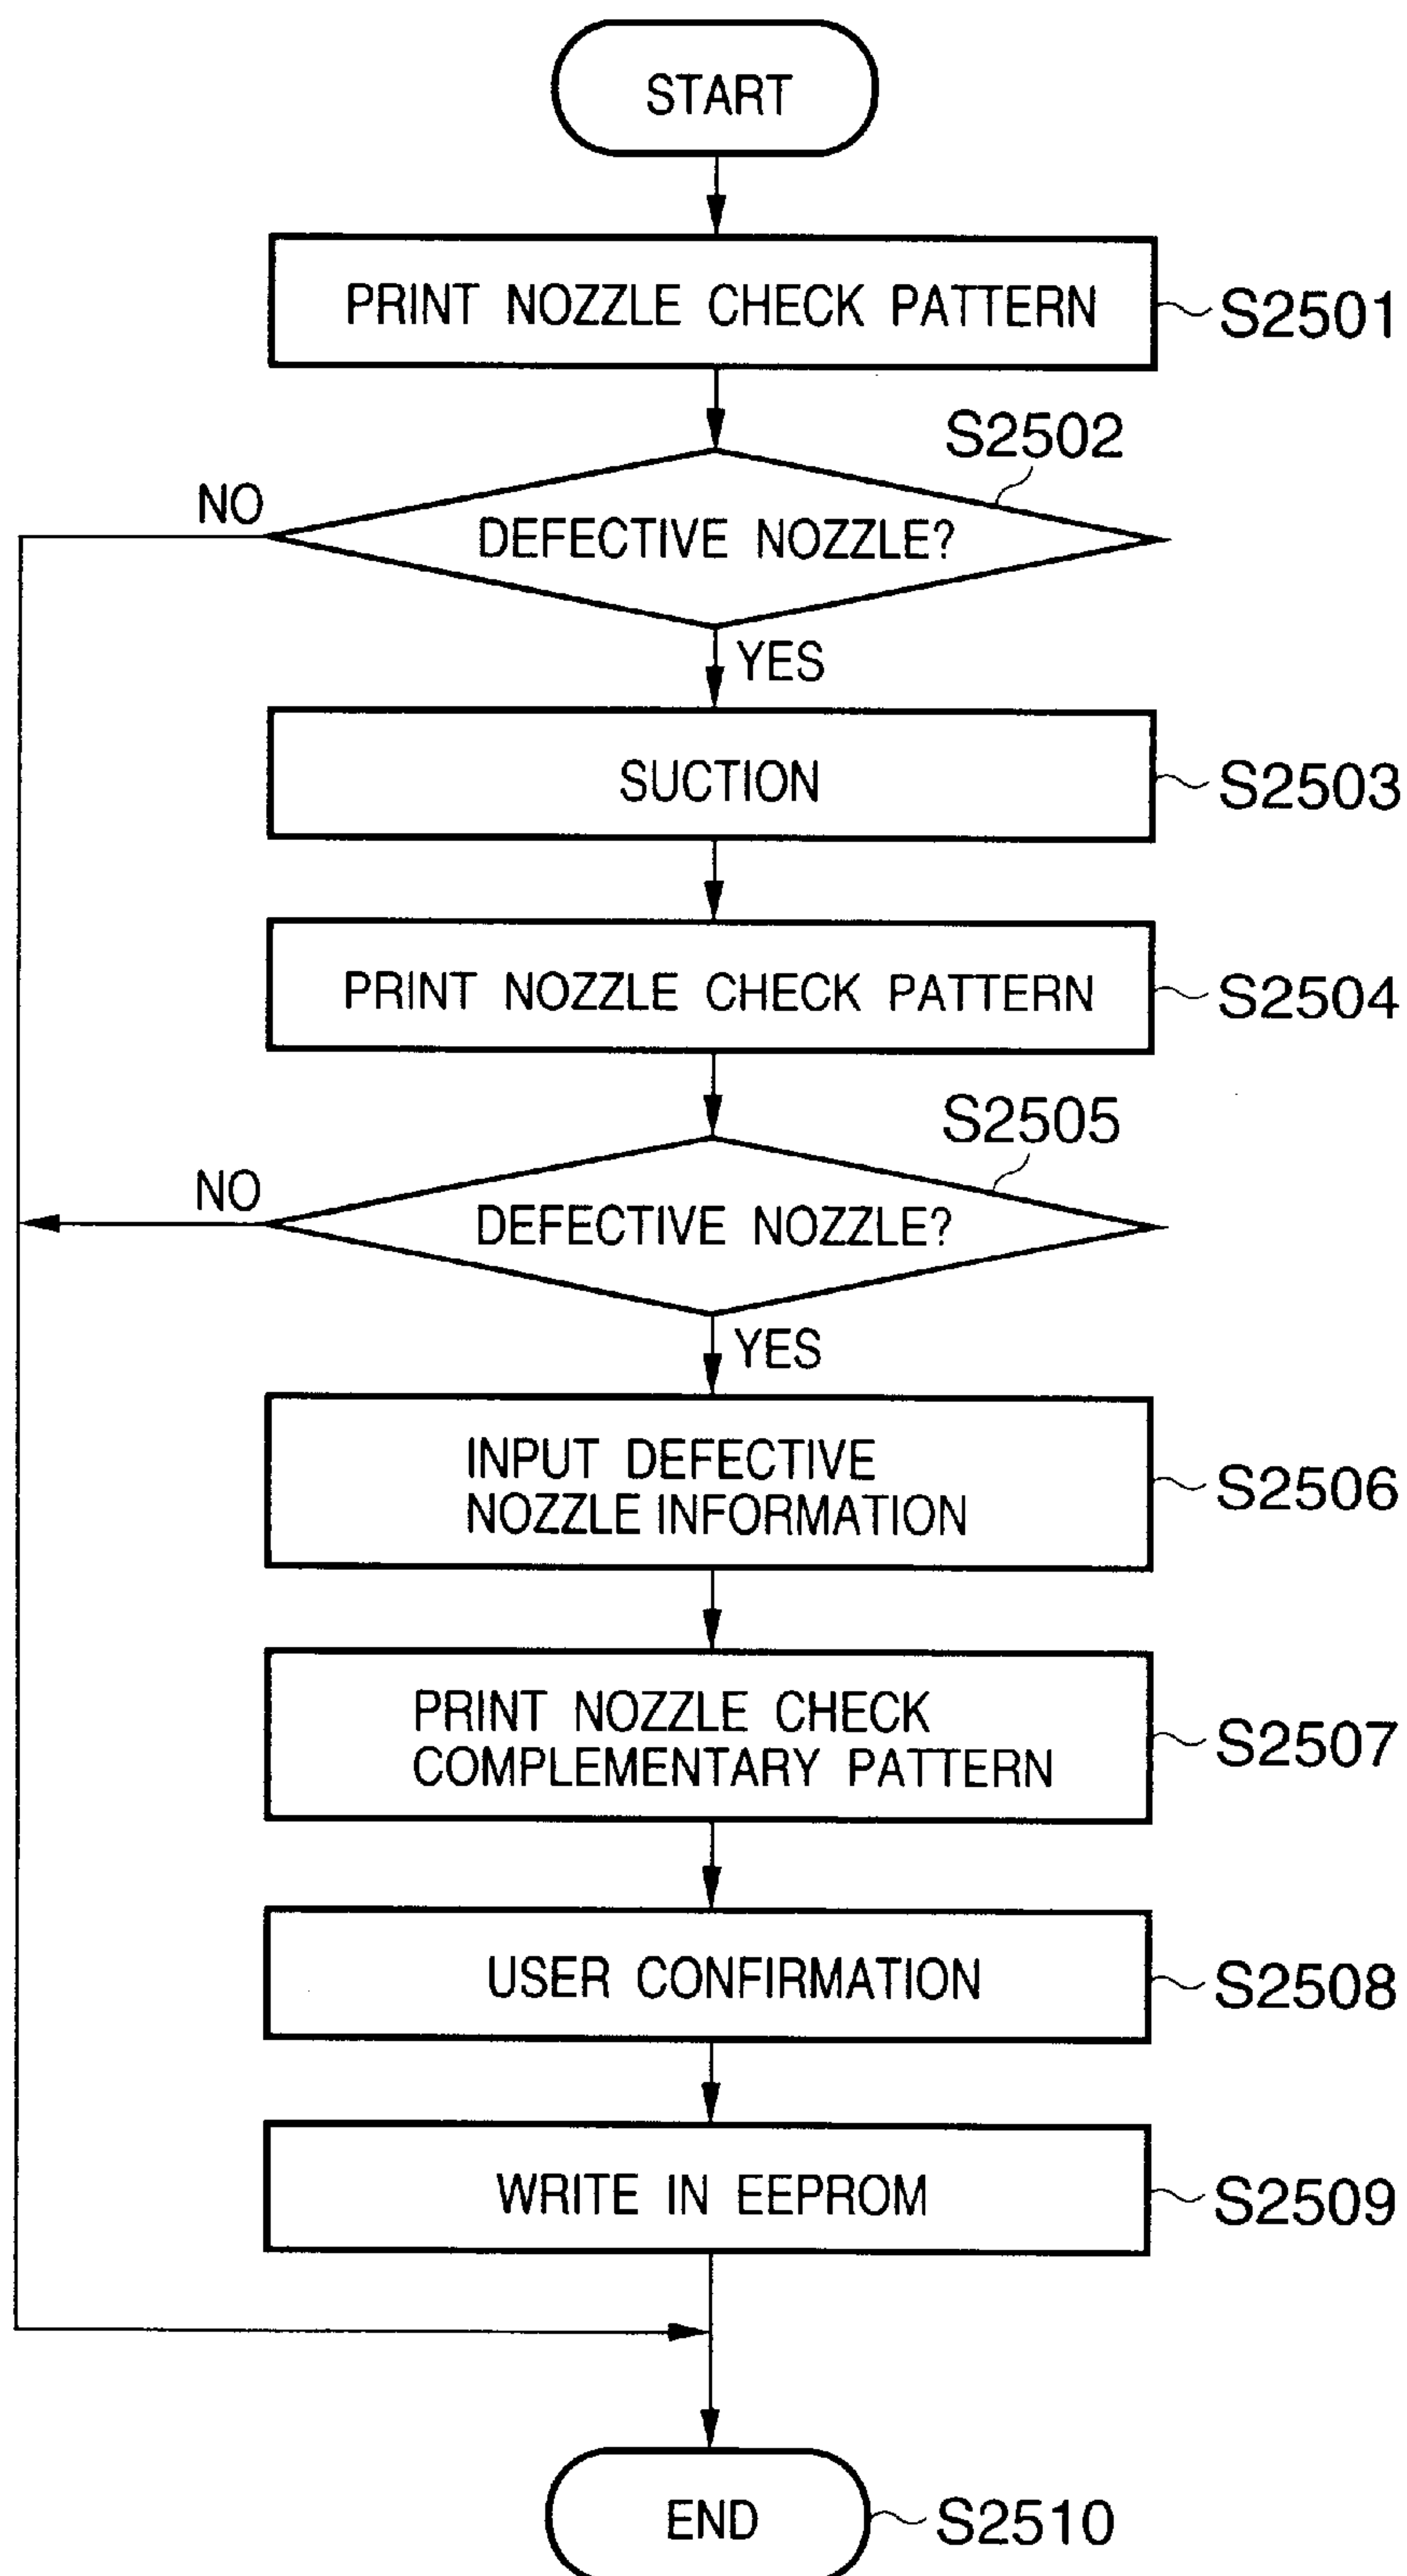 START
PRINT NOZZLE CHECK PATTERN
S2501
S2502
NO
DEFECTIVE NOZZLE?
YES
SUCTION
S2503
PRINT NOZZLE CHECK PATTERN
S2504
S2505
NO
DEFECTIVE NOZZLE?
YES
INPUT DEFECTIVE
NOZZLE INFORMATION
S2506
PRINT NOZZLE CHECK
COMPLEMENTARY PATTERN
S2507
USER CONFIRMATION
S2508
WRITE IN EEPROM
S2509
END
S2510